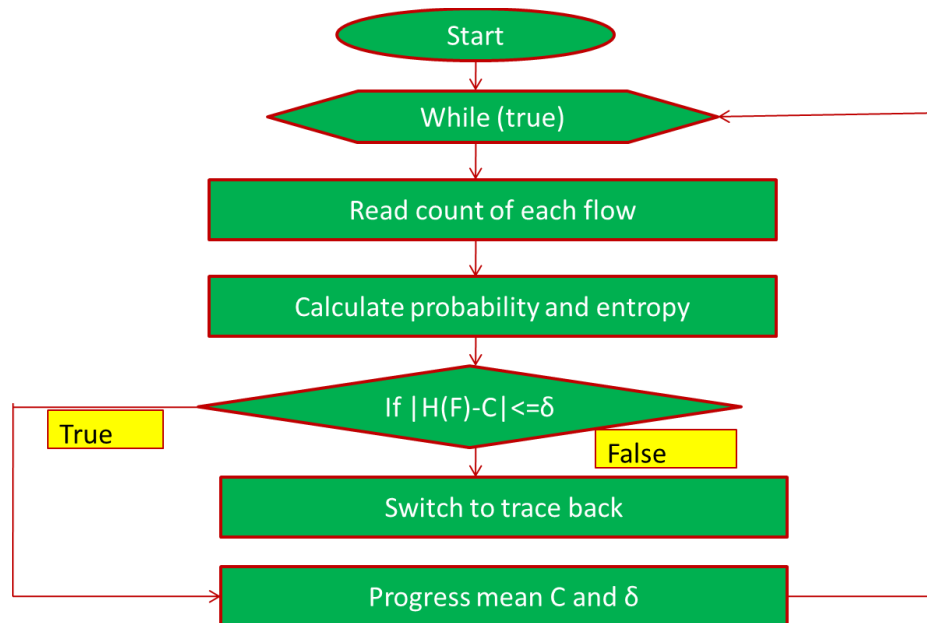 Start
While (true)
Read count of each flow
Calculate probability and entropy
If |H(F)-C|<=δ
True
False
Switch to trace back
Progress mean C and δ